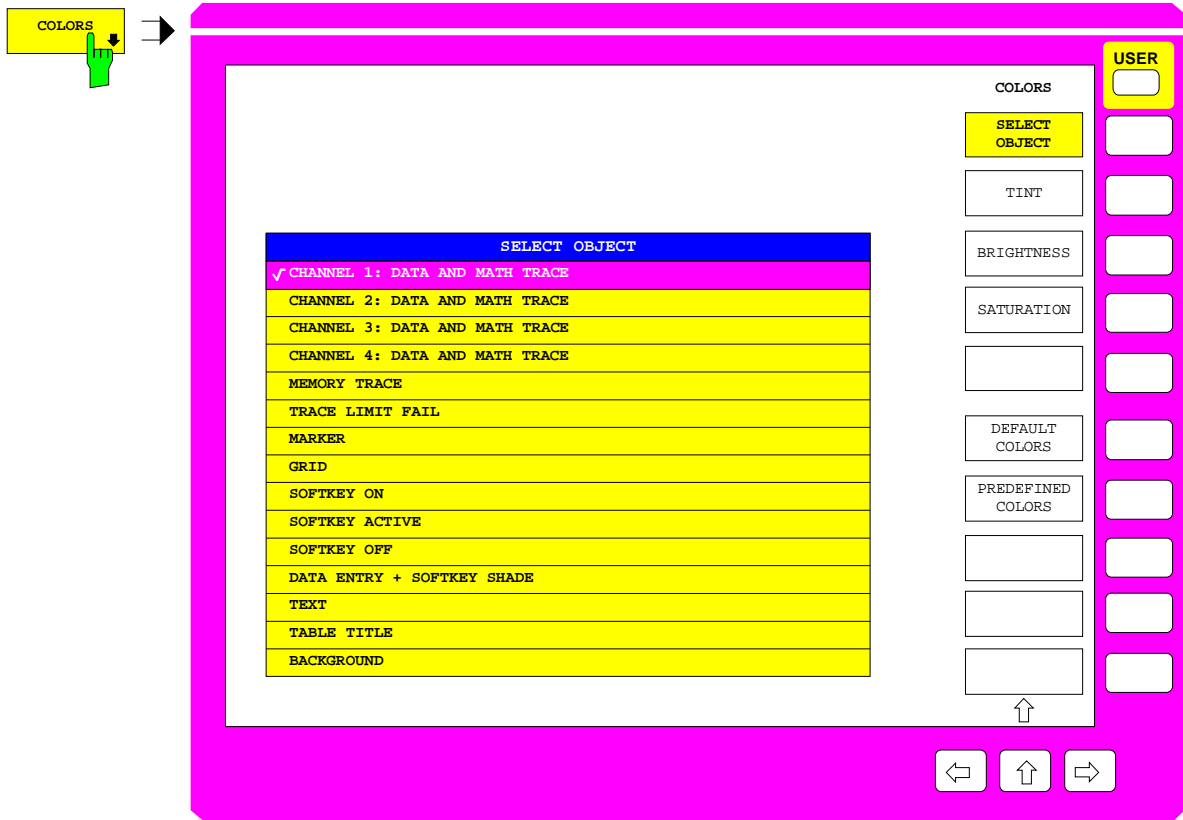 COLORS
USER
COLORS
SELECT
OBJECT
TINT
BRIGHTNESS
SATURATION
DEFAULT
COLORS
PREDEFINED
COLORS
SELECT OBJECT
√ CHANNEL 1: DATA AND MATH TRACE
CHANNEL 2: DATA AND MATH TRACE
CHANNEL 3: DATA AND MATH TRACE
CHANNEL 4: DATA AND MATH TRACE
MEMORY TRACE
TRACE LIMIT FAIL
MARKER
GRID
SOFTKEY ON
SOFTKEY ACTIVE
SOFTKEY OFF
DATA ENTRY + SOFTKEY SHADE
TEXT
TABLE TITLE
BACKGROUND